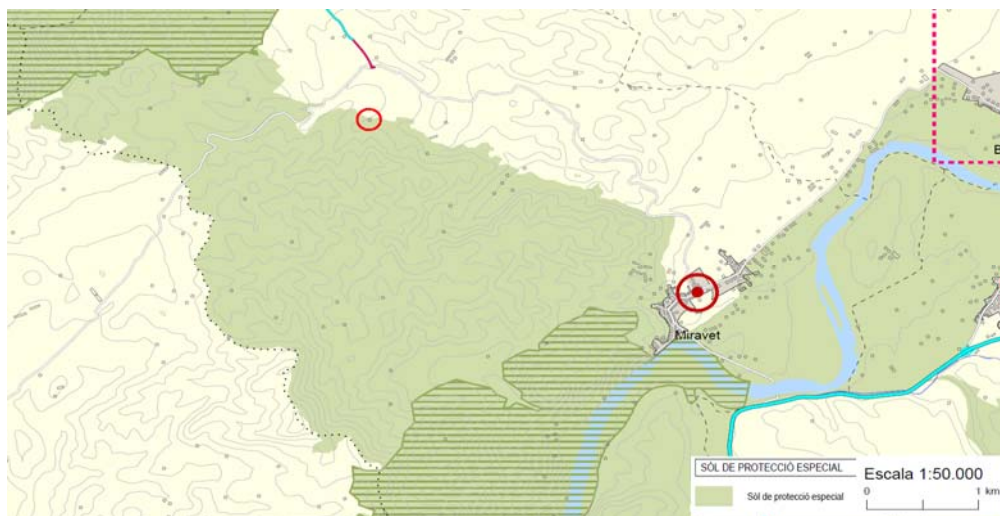 B
Miravet
SÒL DE PROTECCIÓ ESPECIAL
Sòl de protecció especial
Escala 1:50.000
0 1 km